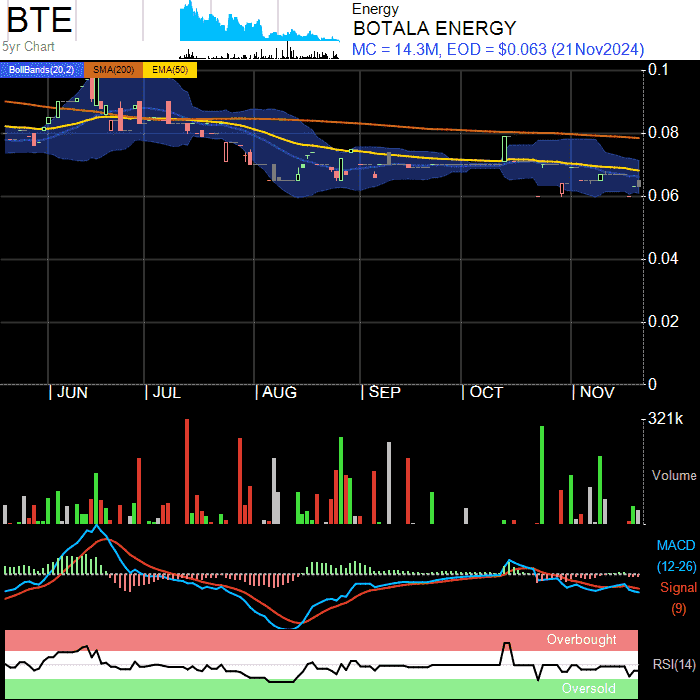 BTE
5yr Chart
Energy
BOTALA ENERGY
MC = 14.3M, EOD = $0.063 (21Nov2024)
BollBands(20,2) SMA(200) EMA(50)
0.1
0.08
0.06
0.04
0.02
0
JUN JUL AUG SEP OCT NOV
321k
Volume
MACD
(12-26)
Signal
(9)
Overbought
RSI(14)
Oversold